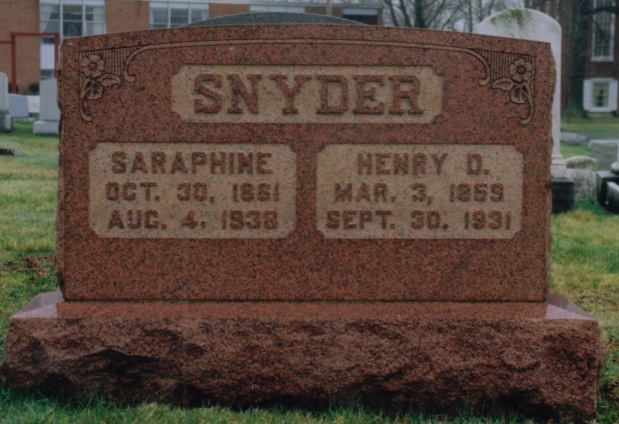 SNYDER
SARAPHINE
OCT. 30, 1861
AUG. 4, 1938
HENRY D.
MAR. 3, 1859
SEPT. 30, 1931